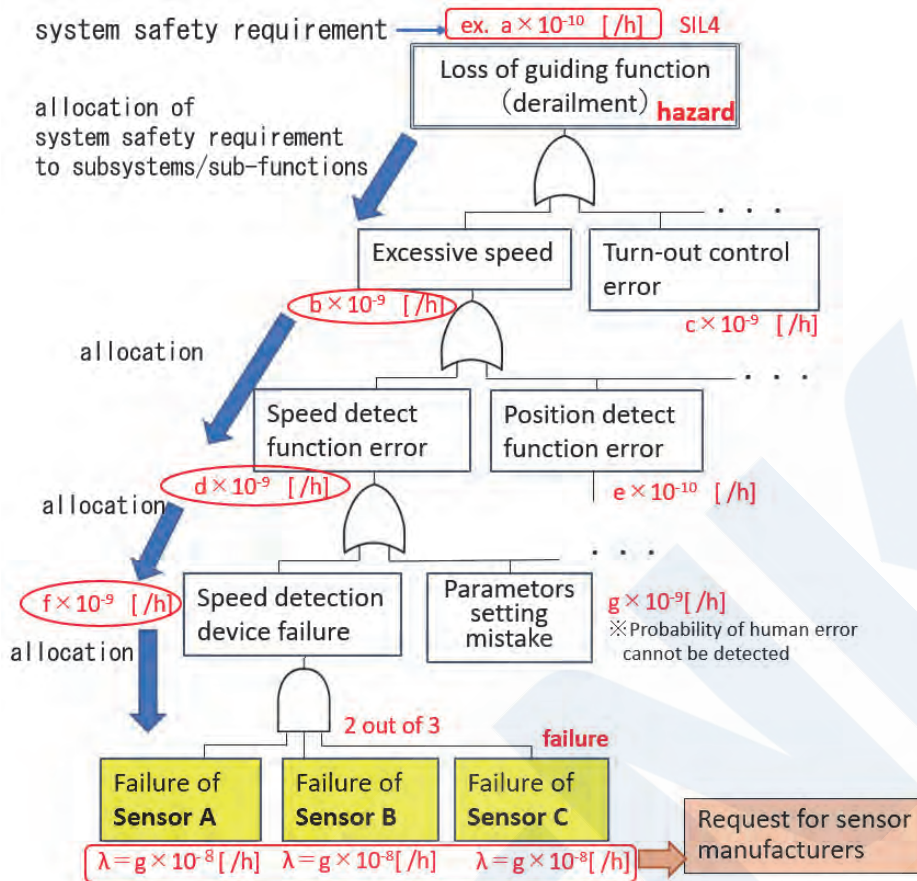 system safety requirement
ex. a×10⁻¹⁰ [/h]
SIL4
Loss of guiding function
(derailment)
hazard
allocation of
system safety requirement
to subsystems/sub-functions
. . .
Excessive speed
Turn-out control
error
b×10⁻⁹ [/h]
c×10⁻⁹ [/h]
allocation
. . .
Speed detect
function error
Position detect
function error
d×10⁻⁹ [/h]
e×10⁻¹⁰ [/h]
allocation
. . .
f×10⁻⁹ [/h]
Speed detection
device failure
Parametors
setting
mistake
g×10⁻⁹[/h]
※Probability of human error
cannot be detected
allocation
2 out of 3
failure
Failure of
Sensor A
Failure of
Sensor B
Failure of
Sensor C
λ=g×10⁻⁸[/h]
λ=g×10⁻⁸[/h]
λ=g×10⁻⁸[/h]
Request for sensor
manufacturers